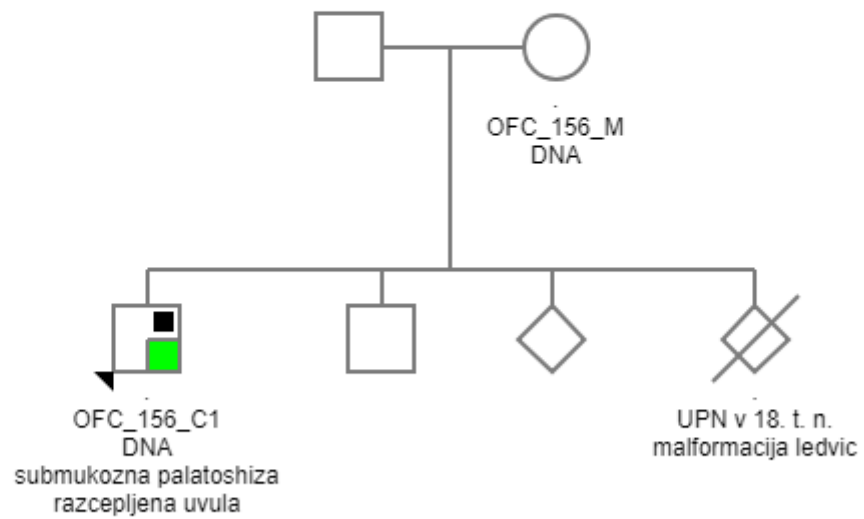 OFC_156_M
DNA
OFC_156_C1
DNA
submukozna palatoshiza
razcepljena uvula
UPN v 18. t. n.
malformacija ledvic